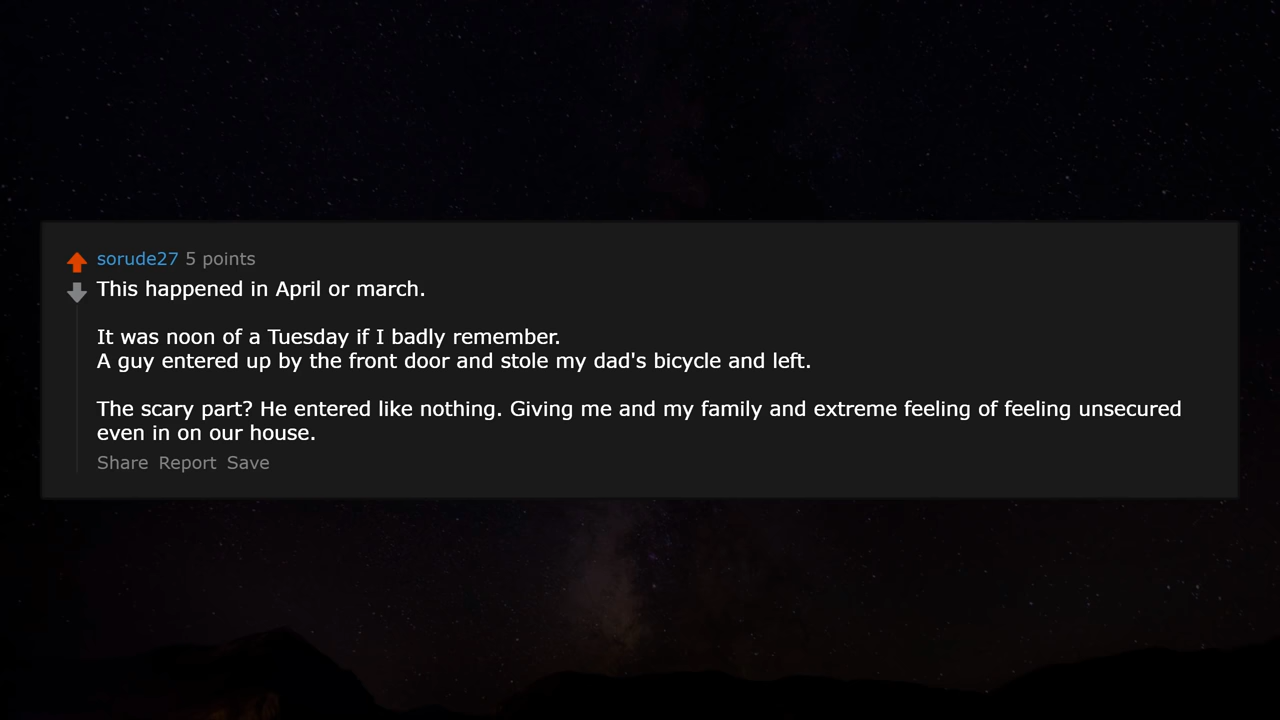 sorude27 5 points
This happened in April or march.
It was noon of a Tuesday if I badly remember.
A guy entered up by the front door and stole my dad's bicycle and left.
The scary part? He entered like nothing. Giving me and my family and extreme feeling of feeling unsecured
even in on our house.
Share Report Save